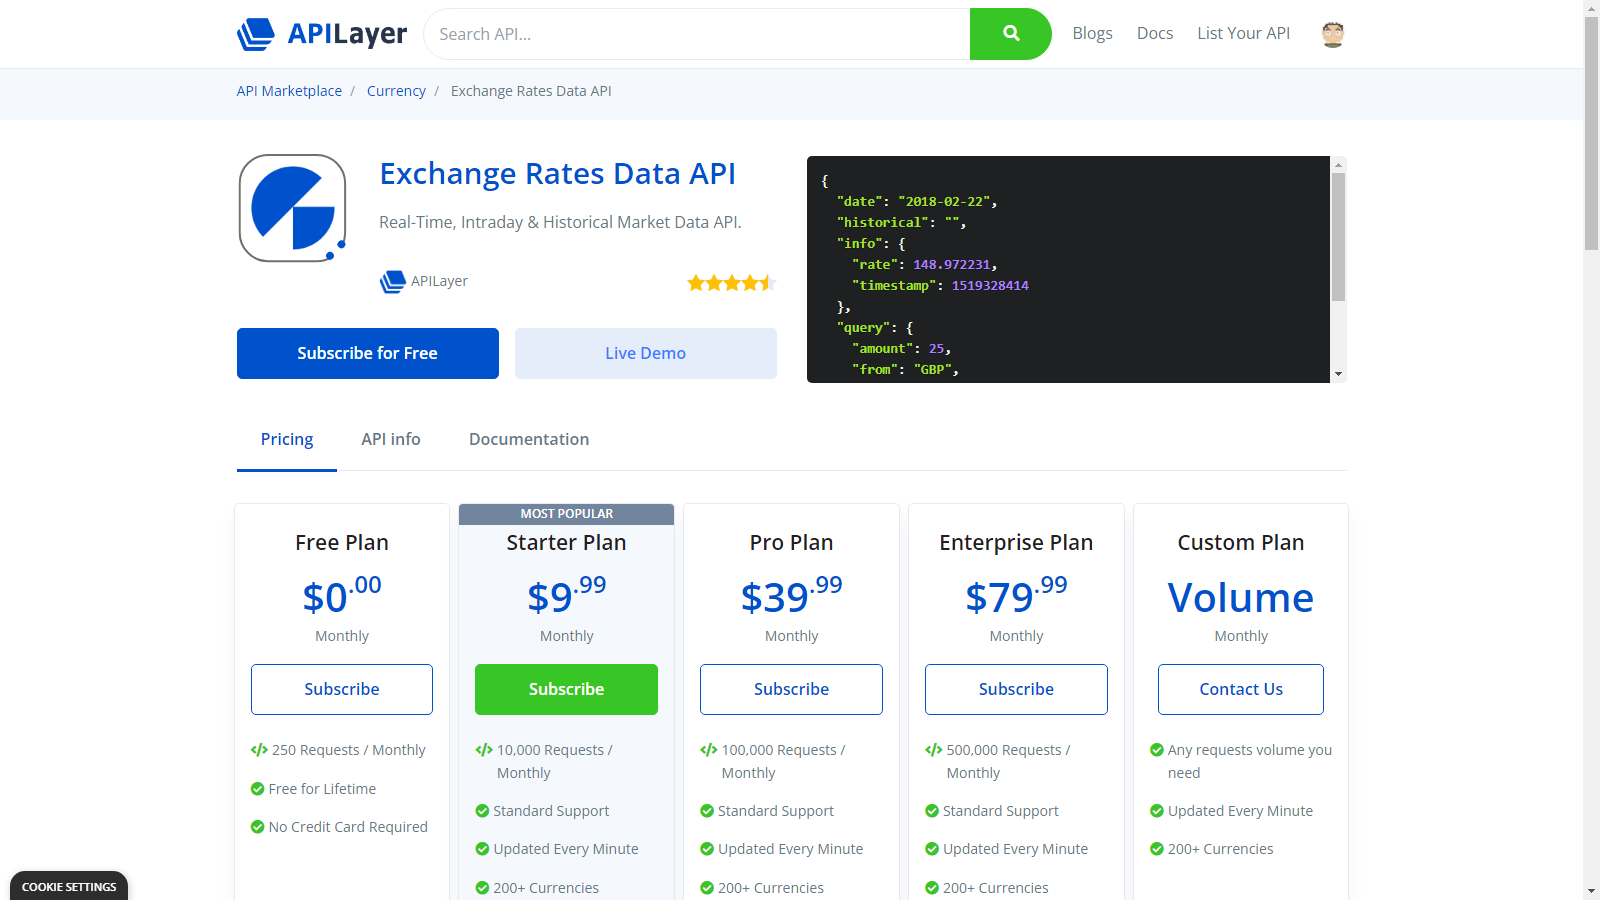 APILayer
Search API...
Blogs
Docs
List Your API
API Marketplace / Currency / Exchange Rates Data API
Exchange Rates Data API
Real-Time, Intraday & Historical Market Data API.
APILayer
Subscribe for Free
Live Demo
{
"date": "2018-02-22",
"historical": "",
"info": {
"rate": 148.972231,
"timestamp": 1519328414
},
"query": {
"amount": 25,
"from": "GBP",
Pricing
API info
Documentation
Free Plan
$0.00
Monthly
Subscribe
250 Requests / Monthly
Free for Lifetime
No Credit Card Required
MOST POPULAR
Starter Plan
$9.99
Monthly
Subscribe
10,000 Requests /
Monthly
Standard Support
Updated Every Minute
200+ Currencies
Pro Plan
$39.99
Monthly
Subscribe
100,000 Requests /
Monthly
Standard Support
Updated Every Minute
200+ Currencies
Enterprise Plan
$79.99
Monthly
Subscribe
500,000 Requests /
Monthly
Standard Support
Updated Every Minute
200+ Currencies
Custom Plan
Volume
Monthly
Contact Us
Any requests volume you
need
Updated Every Minute
200+ Currencies
COOKIE SETTINGS